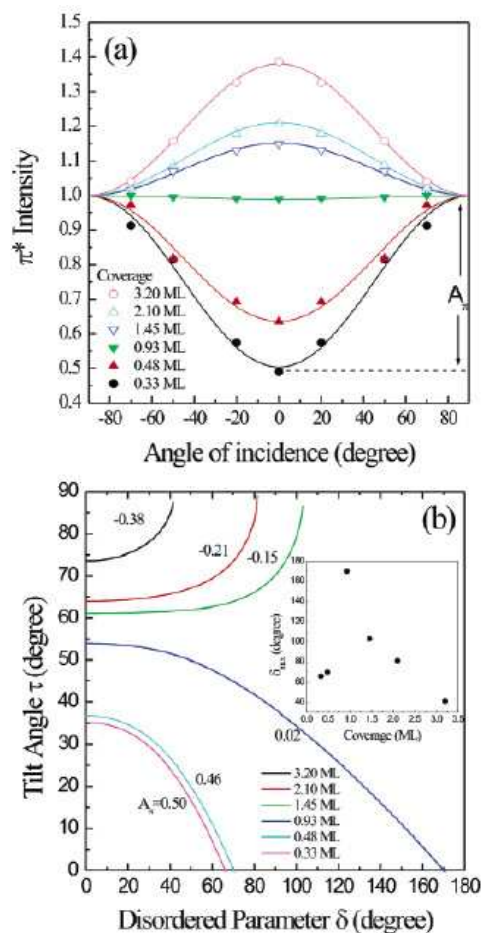 (a)
1.5
1.4
1.3
1.2
1.1
1.0
0.9
0.8
0.7
0.6
0.5
0.4
π* Intensity
Coverage
3.20 ML
2.10 ML
1.45 ML
0.93 ML
0.48 ML
0.33 ML
Aπ
-80 -60 -40 -20 0 20 40 60 80
Angle of incidence (degree)
(b)
90
80
70
60
50
40
30
20
10
0
Tilt Angle τ (degree)
-0.38
-0.21
-0.15
0.02
0.46
0.50
180
160
140
120
100
80
60
40
(degree)
0.0 0.5 1.0 1.5 2.0 2.5 3.0 3.5
Coverage (ML)
3.20 ML
2.10 ML
1.45 ML
0.93 ML
0.48 ML
0.33 ML
0 20 40 60 80 100 120 140 160 180
Disordered Parameter δ (degree)